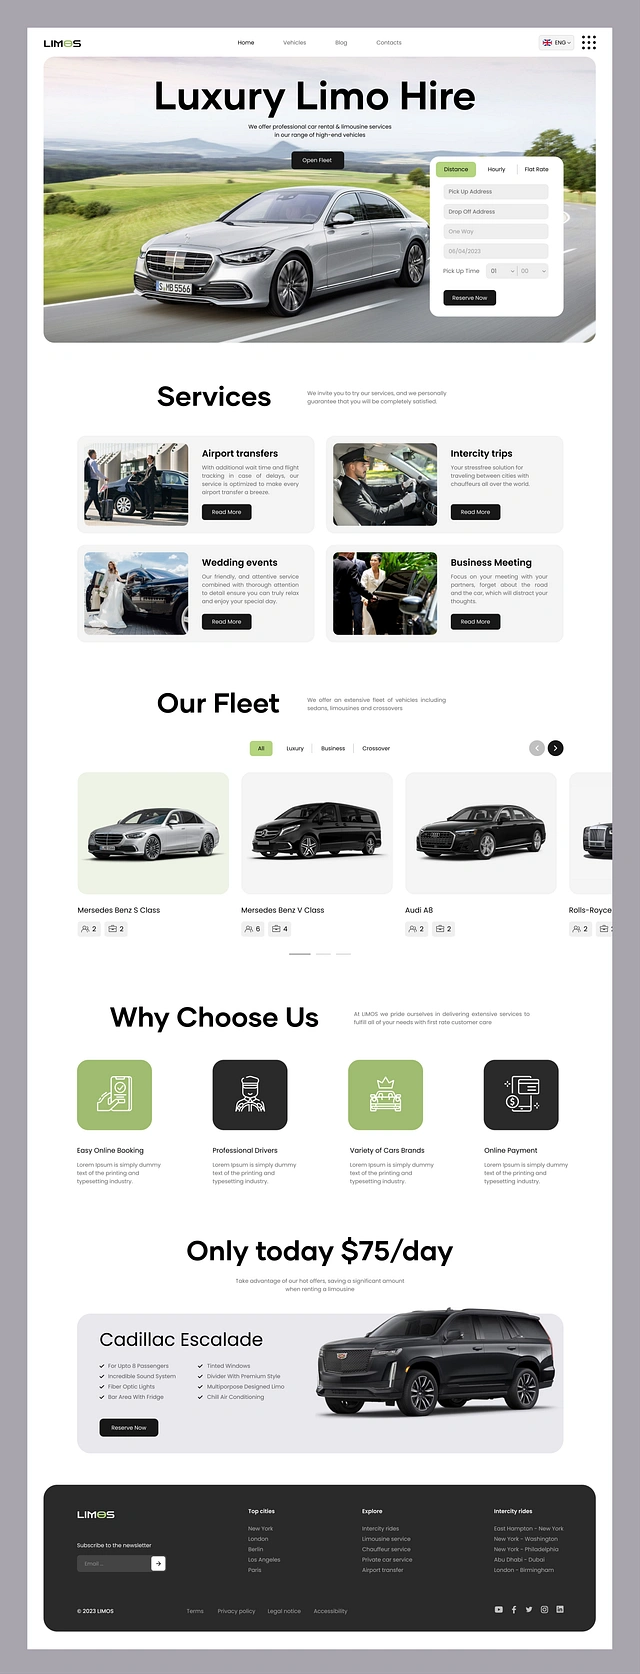 LIMOS
Home
Vehicles
Blog
Contacts
ENG
Luxury Limo Hire
We offer professional car rental & limousine services
in our range of high-end vehicles
Open Fleet
Distance
Hourly
Flat Rate
Pick Up Address
Drop Off Address
One Way
06/04/2023
Pick Up Time
01
00
Reserve Now
S MB 5566
Services
We invite you to try our services, and we personally
guarantee that you will be completely satisfied.
Airport transfers
With additional wait time and flight
tracking in case of delays, our
service is optimized to make every
airport transfer a breeze.
Read More
Intercity trips
Your stressfree solution for
traveling between cities with
chauffeurs all over the world.
Read More
Wedding events
Our friendly, and attentive service
combined with thorough attention
to detail ensure you can truly relax
and enjoy your special day.
Read More
Business Meeting
Focus on your meeting with your
partners, forget about the road
and the car, which will distract your
thoughts.
Read More
Our Fleet
We offer an extensive fleet of vehicles including
sedans, limousines and crossovers
All
Luxury
Business
Crossover
Mersedes Benz S Class
2
2
Mersedes Benz V Class
6
4
Audi A8
2
2
Rolls-Royce
2
Why Choose Us
At LIMOS we pride ourselves in delivering extensive services to
fulfill all of your needs with first rate customer care
Easy Online Booking
Lorem Ipsum is simply dummy
text of the printing and
typesetting industry.
Professional Drivers
Lorem Ipsum is simply dummy
text of the printing and
typesetting industry.
Variety of Cars Brands
Lorem Ipsum is simply dummy
text of the printing and
typesetting industry.
$
Online Payment
Lorem Ipsum is simply dummy
text of the printing and
typesetting industry.
Only today $75/day
Take advantage of our hot offers, saving a significant amount
when renting a limousine
Cadillac Escalade
For Upto 8 Passengers
Incredible Sound System
Fiber Optic Lights
Bar Area With Fridge
Tinted Windows
Divider With Premium Style
Multipurpose Designed Limo
Chill Air Conditioning
Reserve Now
LIMOS
Subscribe to the newsletter
Email ...
Top cities
New York
London
Berlin
Los Angeles
Paris
Explore
Intercity rides
Limousine service
Chauffeur service
Private car service
Airport transfer
Intercity rides
East Hampton - New York
New York - Washington
New York - Philadelphia
Abu Dhabi - Dubai
London - Birmingham
© 2023 LIMOS
Terms
Privacy policy
Legal notice
Accessibility